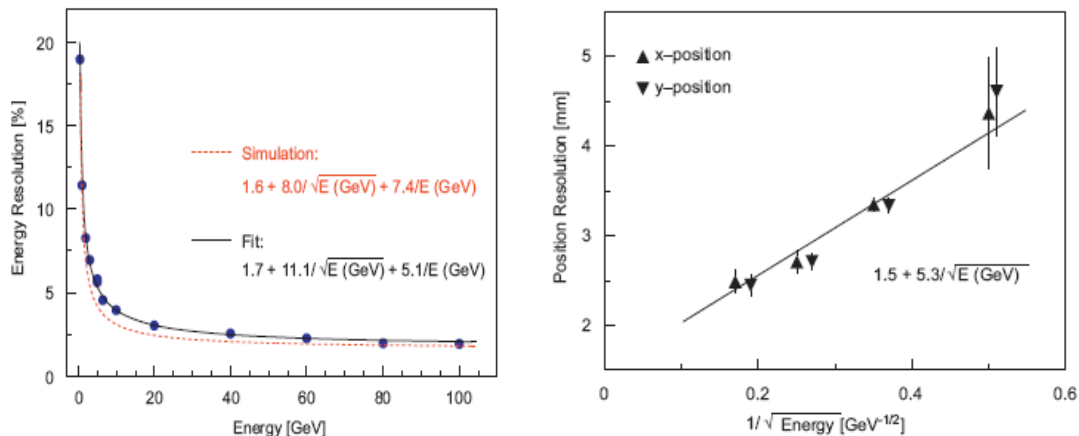 20
15
10
5
0
Energy Resolution [%]
Simulation:
1.6 + 8.0/ √E (GeV) + 7.4/E (GeV)
Fit:
1.7 + 11.1/ √E (GeV) + 5.1/E (GeV)
0 20 40 60 80 100
Energy [GeV]
5
4
3
2
Position Resolution [mm]
x–position
y–position
1.5 + 5.3/ √E (GeV)
0 0.2 0.4 0.6
1/ √Energy [GeV-1/2]